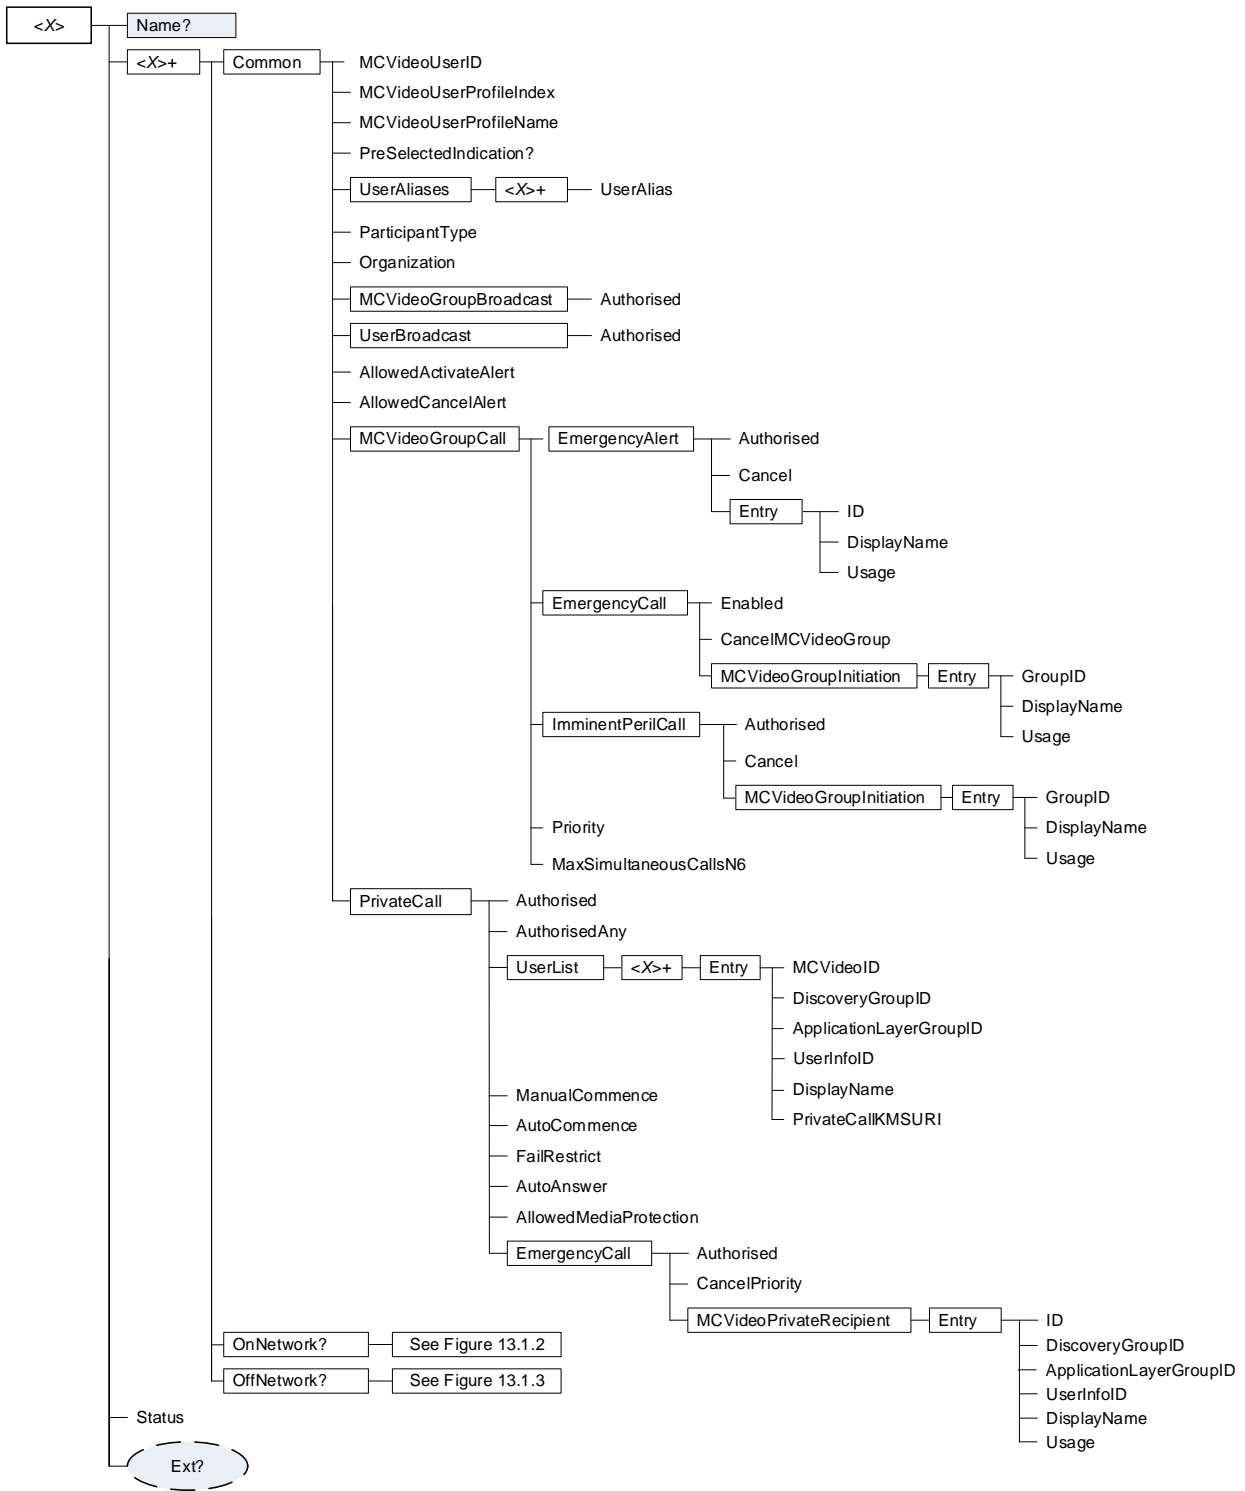 <X>
Name?
<X>+
Common
MCVideoUserID
MCVideoUserProfileIndex
MCVideoUserProfileName
PreSelectedIndication?
UserAliases
<X>+
UserAlias
ParticipantType
Organization
MCVideoGroupBroadcast
Authorised
UserBroadcast
Authorised
AllowedActivateAlert
AllowedCancelAlert
MCVideoGroupCall
EmergencyAlert
Authorised
Cancel
Entry
ID
DisplayName
Usage
EmergencyCall
Enabled
CancelMCVideoGroup
MCVideoGroupInitiation
Entry
GroupID
DisplayName
Usage
ImminentPerilCall
Authorised
Cancel
MCVideoGroupInitiation
Entry
GroupID
DisplayName
Usage
Priority
MaxSimultaneousCallsN6
PrivateCall
Authorised
AuthorisedAny
UserList
<X>+
Entry
MCVideoID
DiscoveryGroupID
ApplicationLayerGroupID
UserInfoID
DisplayName
PrivateCallKMSURI
ManualCommence
AutoCommence
FailRestrict
AutoAnswer
AllowedMediaProtection
EmergencyCall
Authorised
CancelPriority
MCVideoPrivateRecipient
Entry
ID
DiscoveryGroupID
ApplicationLayerGroupID
UserInfoID
DisplayName
Usage
OnNetwork?
See Figure 13.1.2
OffNetwork?
See Figure 13.1.3
Status
Ext?